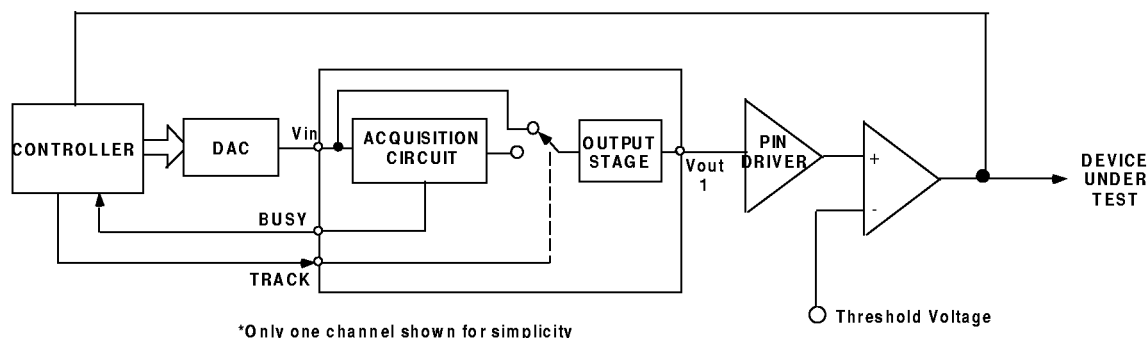 CONTROLLER
DAC
Vin
ACQUISITION
CIRCUIT
OUTPUT
STAGE
Vout
1
PIN
DRIVER
+
-
DEVICE
UNDER
TEST
BUSY
TRACK
Threshold Voltage
*Only one channel shown for simplicity